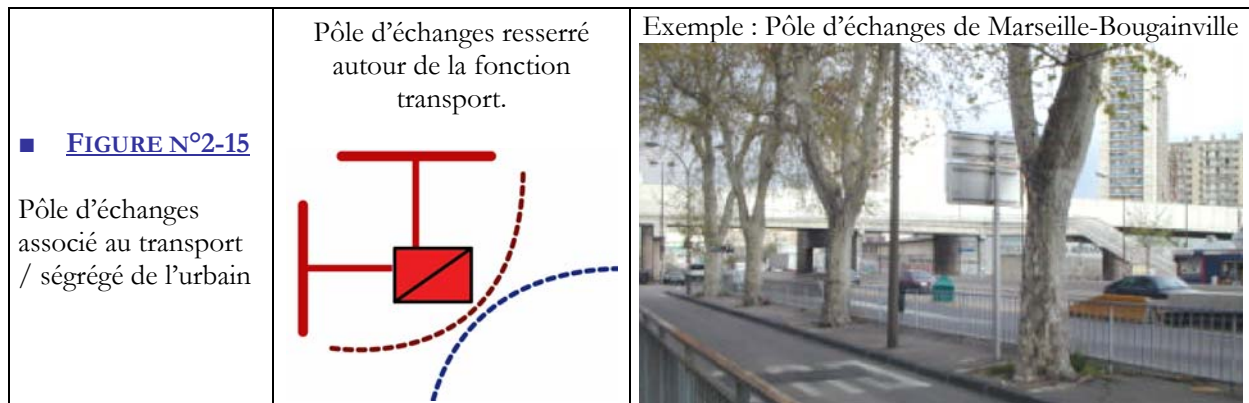 ■ FIGURE N°2-15
Pôle d’échanges
associé au transport
/ ségrégé de l’urbain
Pôle d’échanges resserré
autour de la fonction
transport.
Exemple : Pôle d’échanges de Marseille-Bougainville